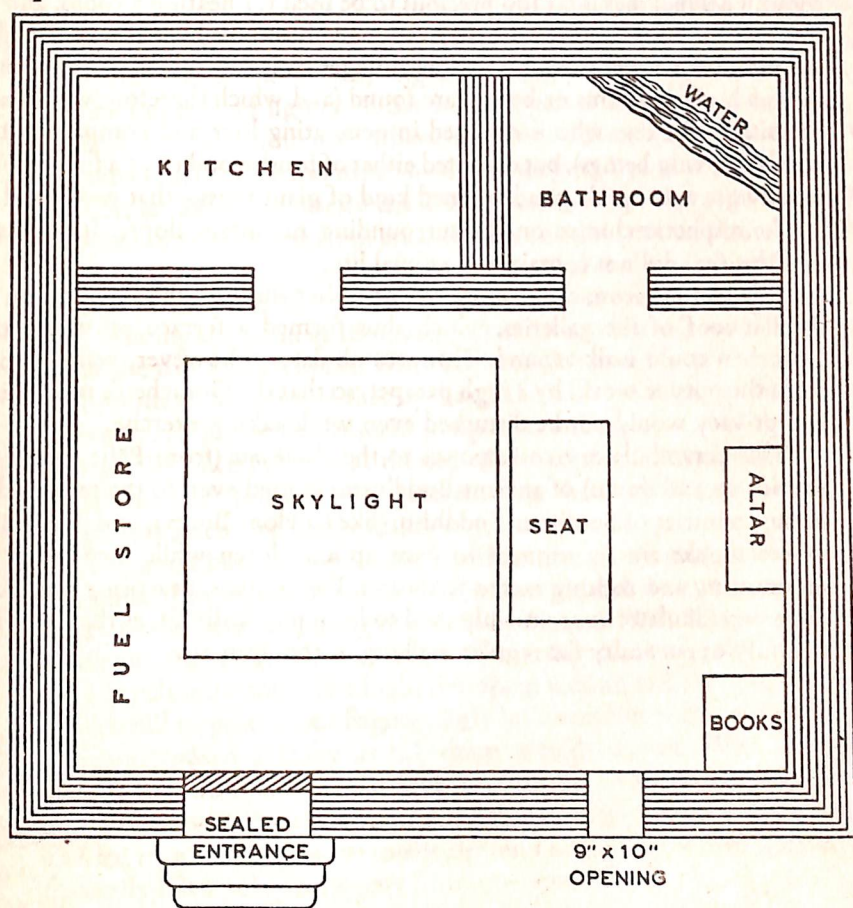 WATER
KITCHEN
BATHROOM
FUEL STORE
SKYLIGHT
SEAT
ALTAR
BOOKS
SEALED
ENTRANCE
9" x 10"
OPENING